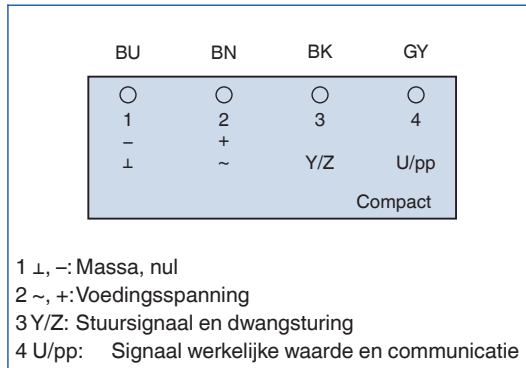 BU BN BK GY
1 2 3 4
– +
⊥ ~ Y/Z U/pp
Compact
1 ⊥, –: Massa, nul
2 ~, +: Voedingsspanning
3 Y/Z: Stuursignaal en dwangsturing
4 U/pp: Signaal werkelijke waarde en communicatie